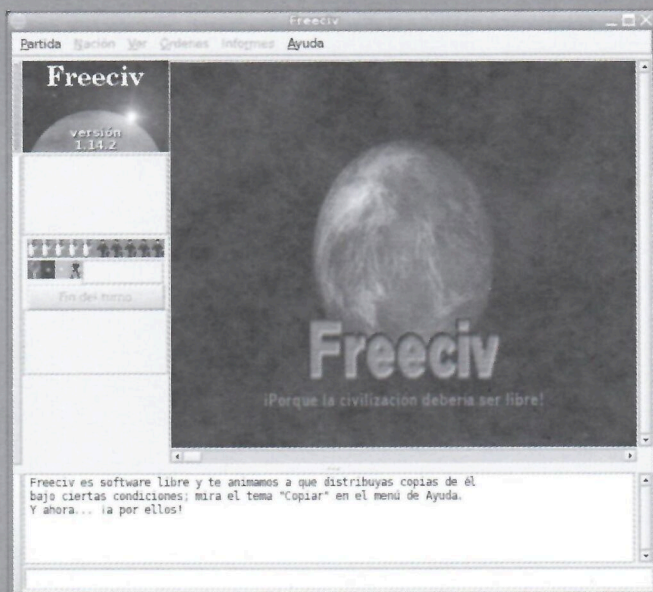 Freeciv
Partida Nación Ver Órdenes Informes Ayuda
Freeciv
versión
1.14.2
Fin del turno
Freeciv
¡Porque la civilización debería ser libre!
Freeciv es software libre y te animamos a que distribuyas copias de él
bajo ciertas condiciones; mira el tema "Copiar" en el menú de Ayuda.
Y ahora... ¡a por ellos!